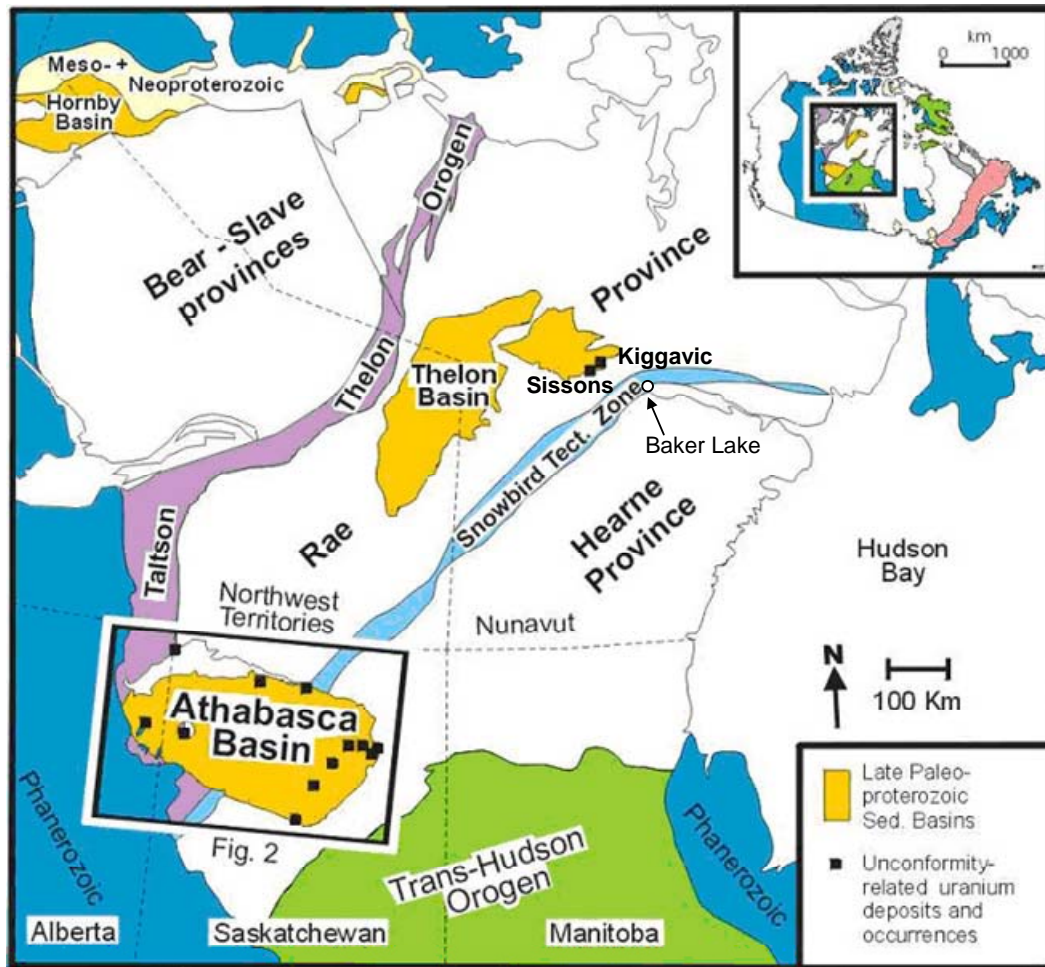 km
0 1000
Meso- +
Neoproterozoic
Hornby
Basin
Bear - Slave
provinces
Orogen
Thelon
Taltson
Province
Thelon
Basin
Kiggavic
Sissons
Snowbird Tect. Zone
Baker Lake
Rae
Hearne
Province
Hudson
Bay
Northwest
Territories
Nunavut
N
100 Km
Athabasca
Basin
Fig. 2
Phanerozoic
Trans-Hudson
Orogen
Phanerozoic
Alberta
Saskatchewan
Manitoba
Late Paleo-
proterozoic
Sed. Basins
Unconformity-
related uranium
deposits and
occurrences